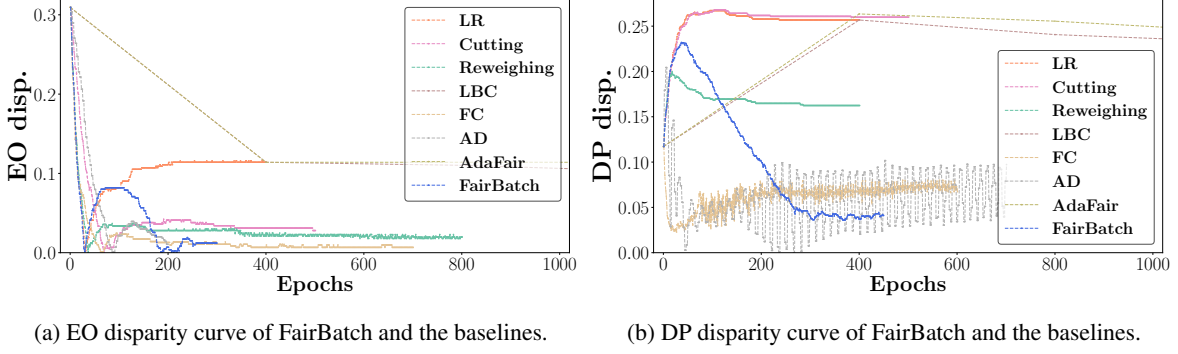 EO disp.
0.3
0.2
0.1
0.0
0
200
400
600
800
1000
Epochs
LR
Cutting
Reweighing
LBC
FC
AD
AdaFair
FairBatch
(a) EO disparity curve of FairBatch and the baselines.
DP disp.
0.25
0.20
0.15
0.10
0.05
0.00
0
200
400
600
800
1000
Epochs
LR
Cutting
Reweighing
LBC
FC
AD
AdaFair
FairBatch
(b) DP disparity curve of FairBatch and the baselines.